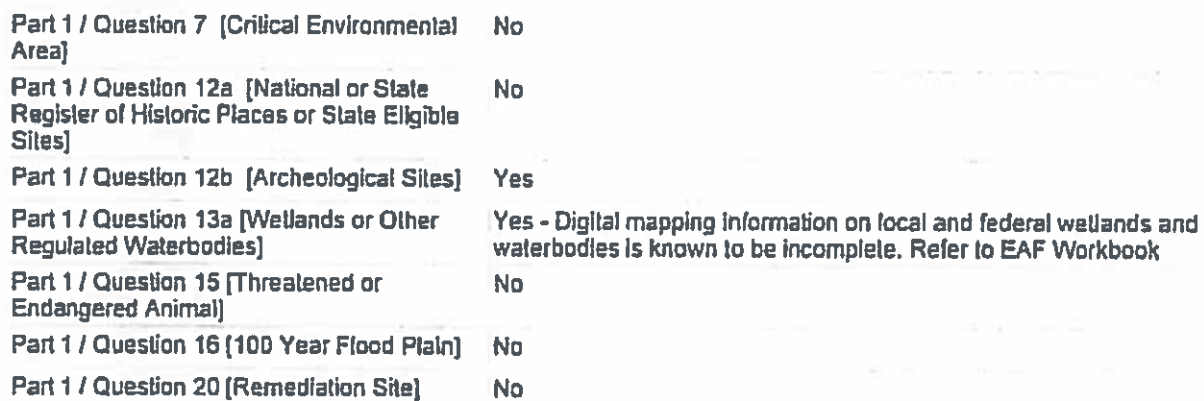 Part 1 / Question 7 [Critical Environmental Area] No
Part 1 / Question 12a [National or State Register of Historic Places or State Eligible Sites] No
Part 1 / Question 12b [Archeological Sites] Yes
Part 1 / Question 13a [Wetlands or Other Regulated Waterbodies] Yes - Digital mapping information on local and federal wetlands and waterbodies is known to be incomplete. Refer to EAF Workbook
Part 1 / Question 15 [Threatened or Endangered Animal] No
Part 1 / Question 16 [100 Year Flood Plain] No
Part 1 / Question 20 [Remediation Site] No